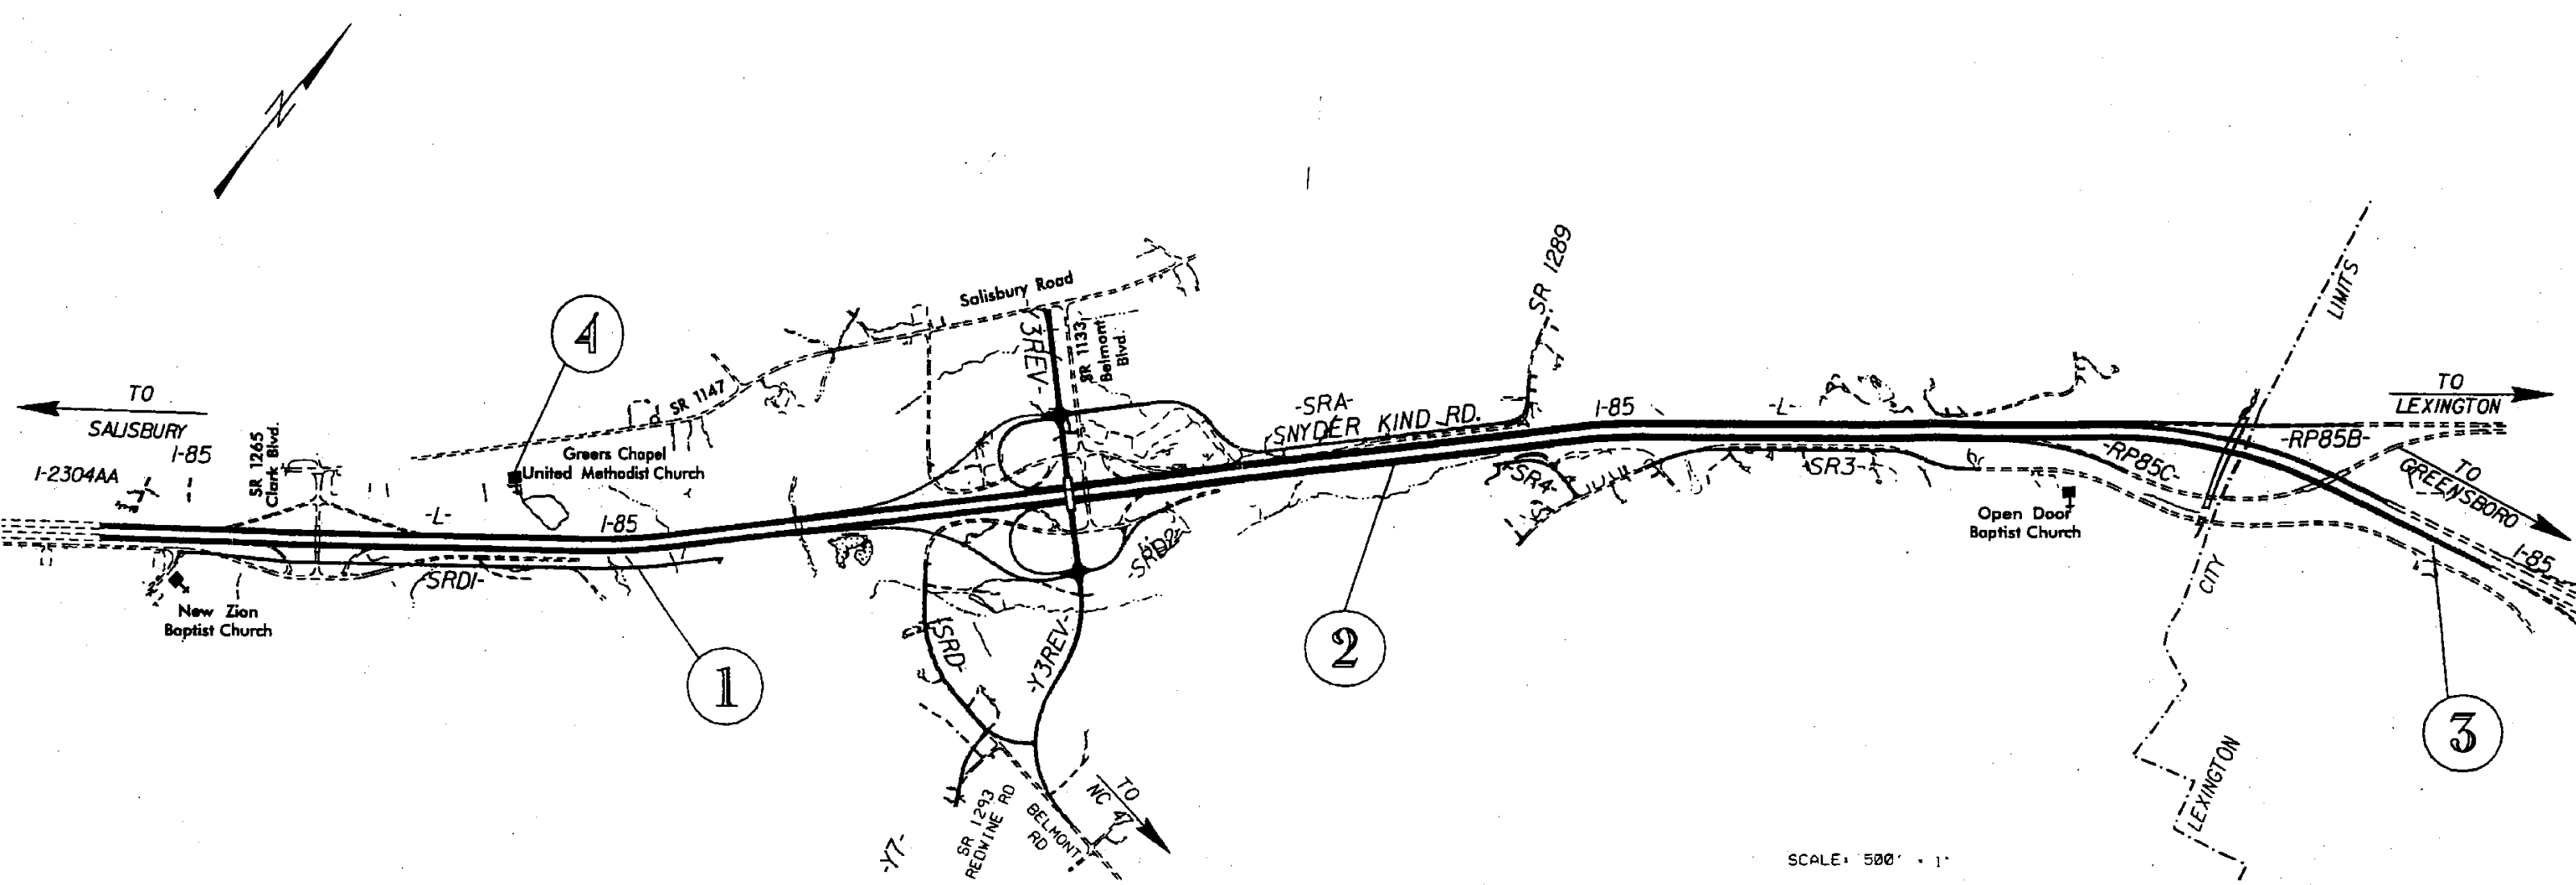 N
TO
SALISBURY
I-85
I-2304AA
SR 1265
Clark Blvd.
4
Greers Chapel
United Methodist Church
SR 1147
Salisbury Road
Y3REV-
SR 1133
Belmont
Blvd.
-SRA-
SNYDER KIND RD.
SR 1289
I-85
-L-
LIMITS
TO
LEXINGTON
-RP85B-
TO
GREENSBORO
I-85
-RP85C-
SR3-
-SR4-
Open Door
Baptist Church
CITY
LEXINGTON
-L-
I-85
SRD1-
New Zion
Baptist Church
1
-SRD2-
SRD-
-Y3REV-
2
3
-Y7-
SR 1293
REDWINE RD
BELMONT
RD
TO
NC 47
SCALE: 500' = 1"